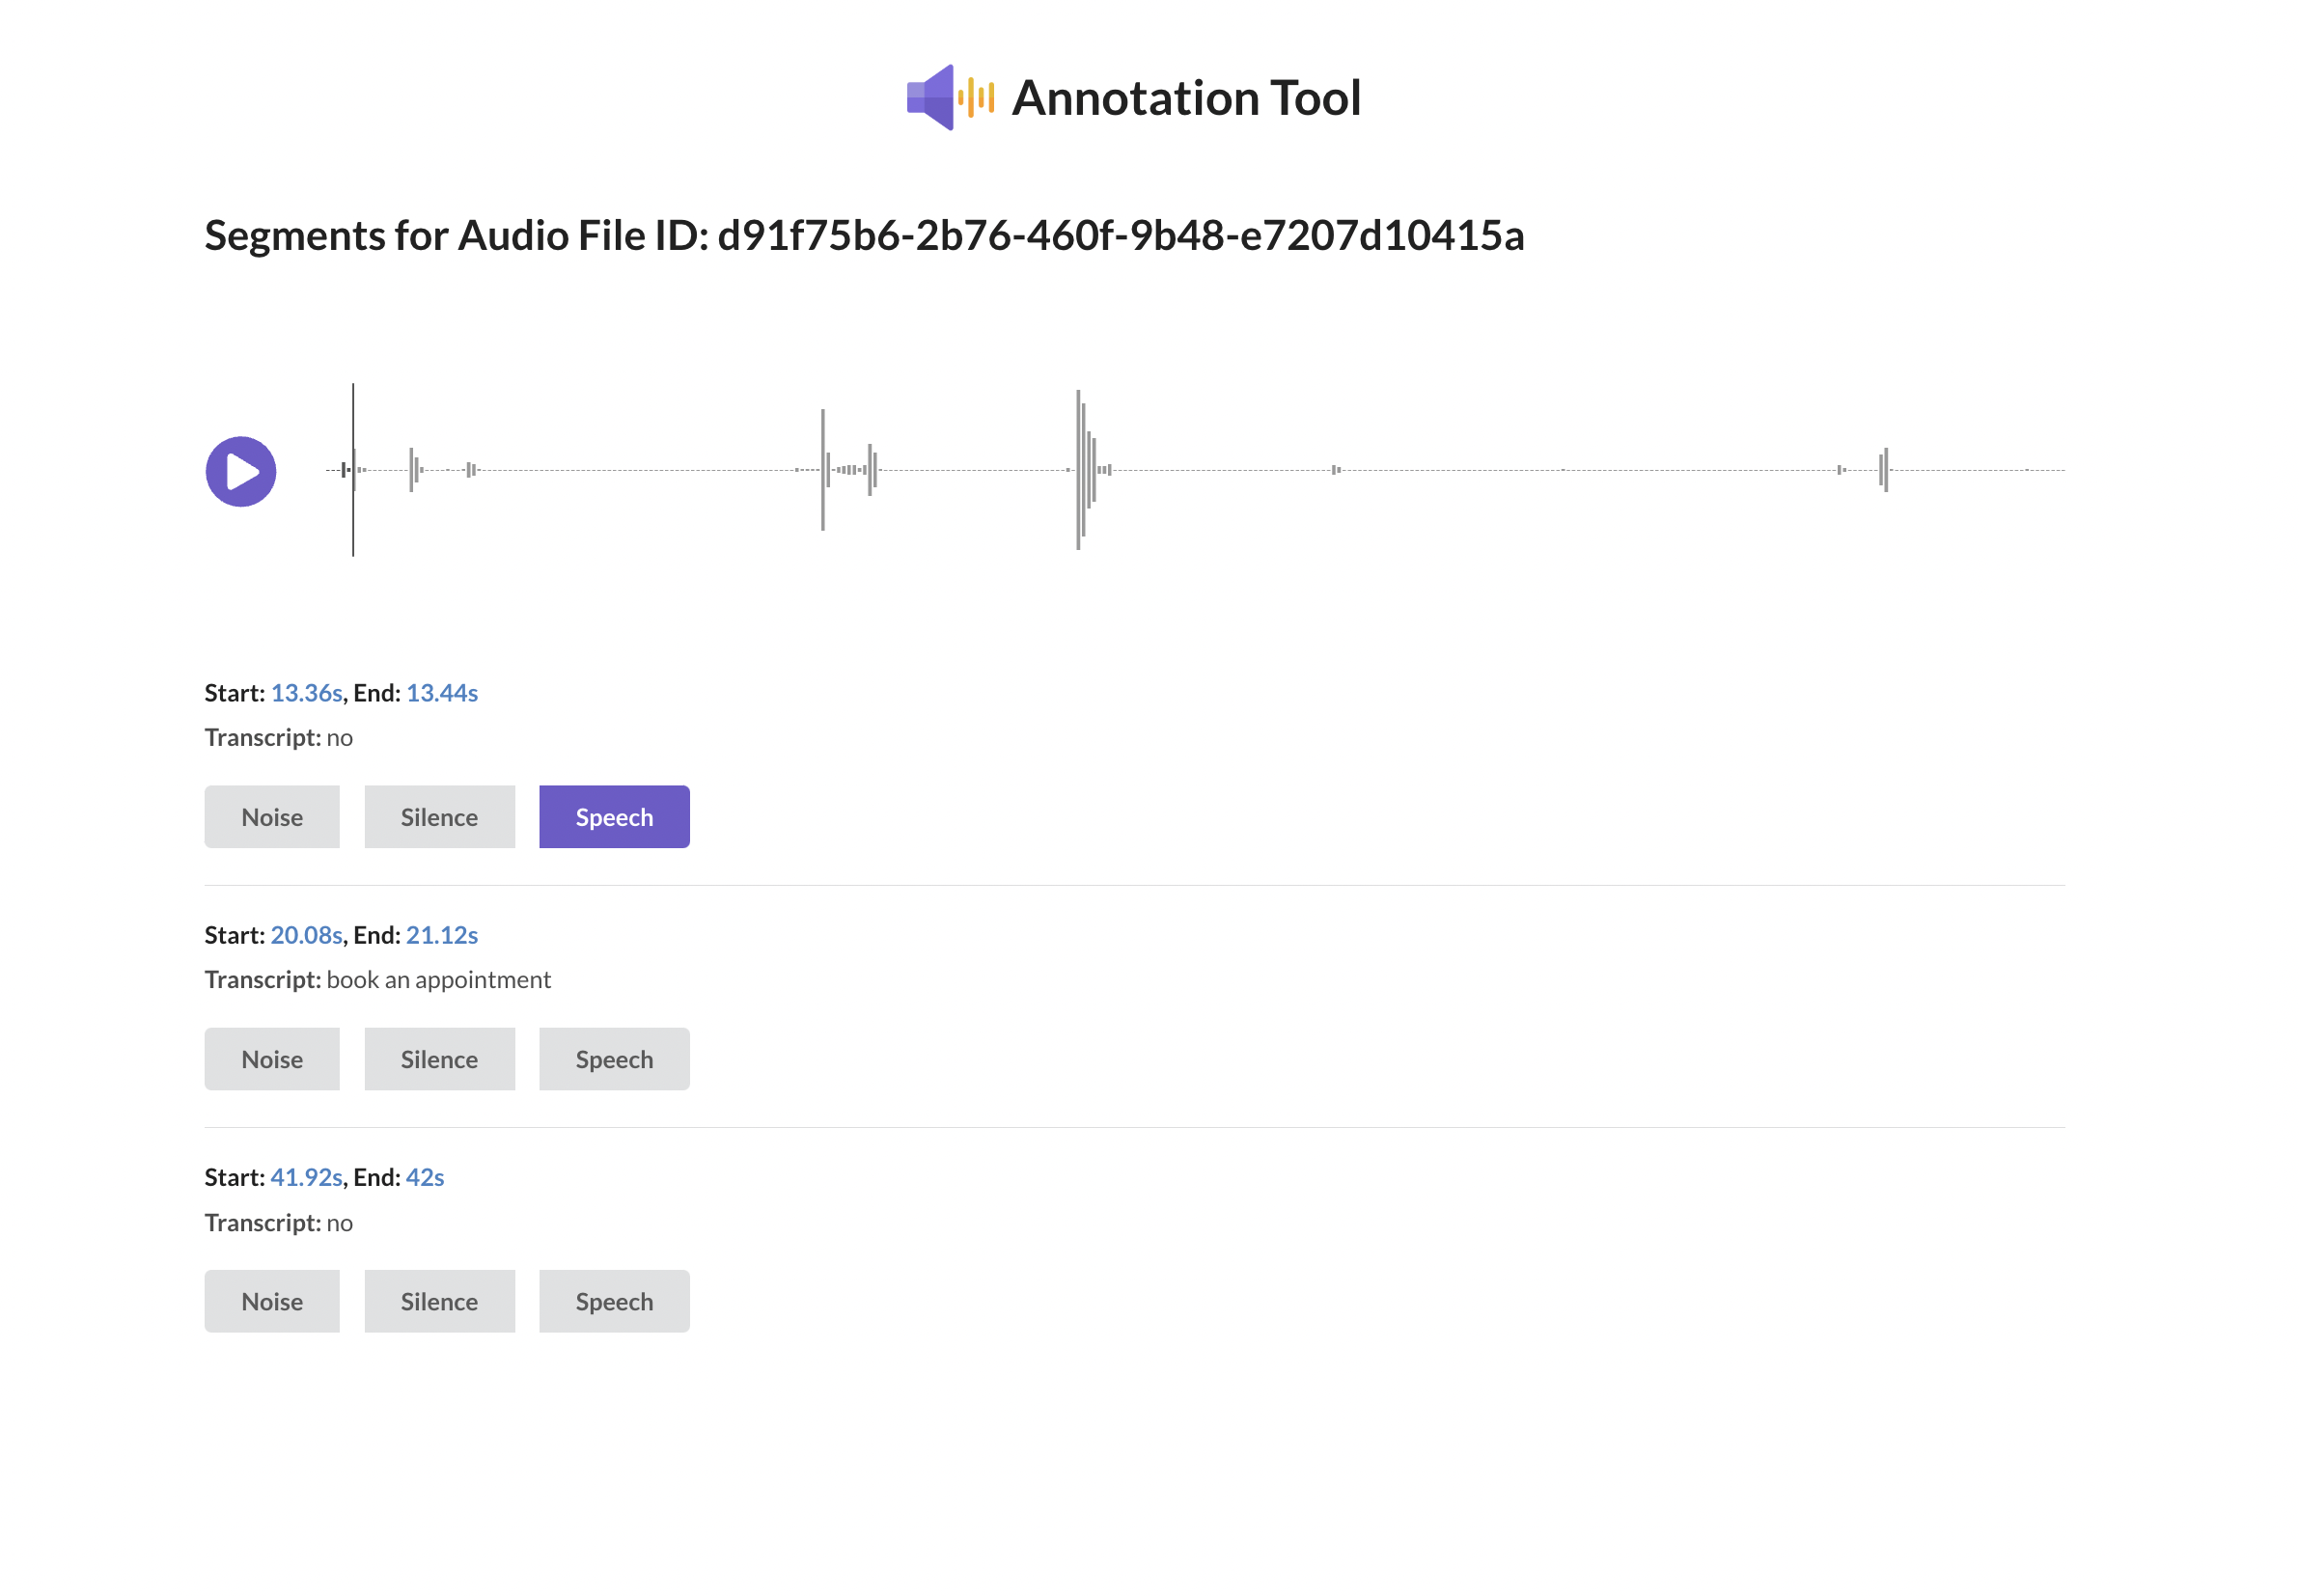 Annotation Tool
Segments for Audio File ID: d91f75b6-2b76-460f-9b48-e7207d10415a
Start: 13.36s, End: 13.44s
Transcript: no
Noise Silence Speech
Start: 20.08s, End: 21.12s
Transcript: book an appointment
Noise Silence Speech
Start: 41.92s, End: 42s
Transcript: no
Noise Silence Speech